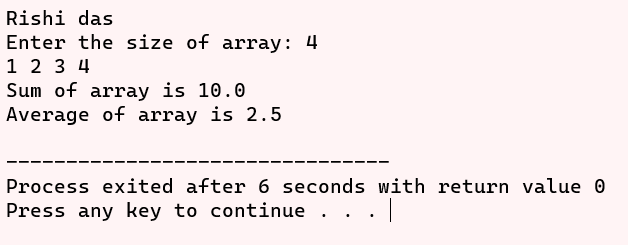 Rishi das
Enter the size of array: 4
1 2 3 4
Sum of array is 10.0
Average of array is 2.5
--------------------------------
Process exited after 6 seconds with return value 0
Press any key to continue . . .